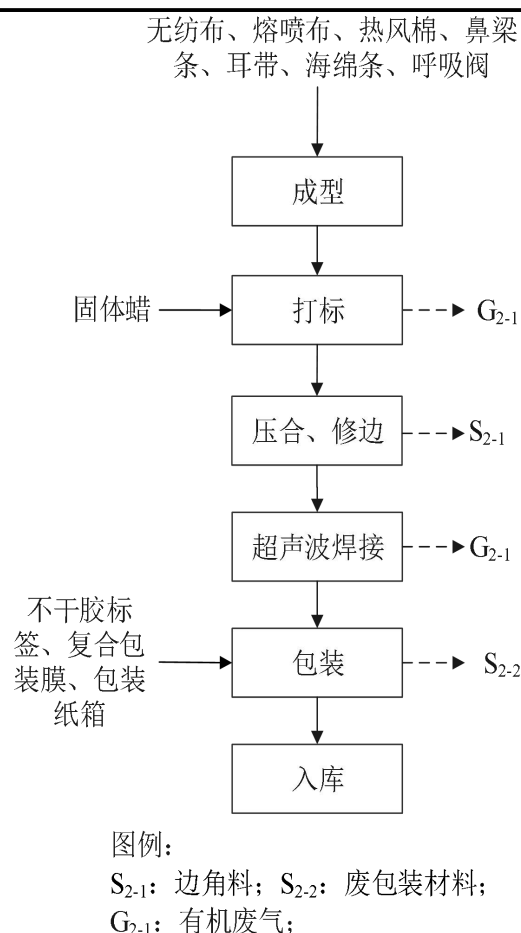 无纺布、熔喷布、热风棉、鼻梁
条、耳带、海绵条、呼吸阀
成型
固体蜡
打标
G2-1
压合、修边
S2-1
超声波焊接
G2-1
不干胶标
签、复合包
装膜、包装
纸箱
包装
S2-2
入库
图例：
S2-1：边角料；S2-2：废包装材料；
G2-1：有机废气；